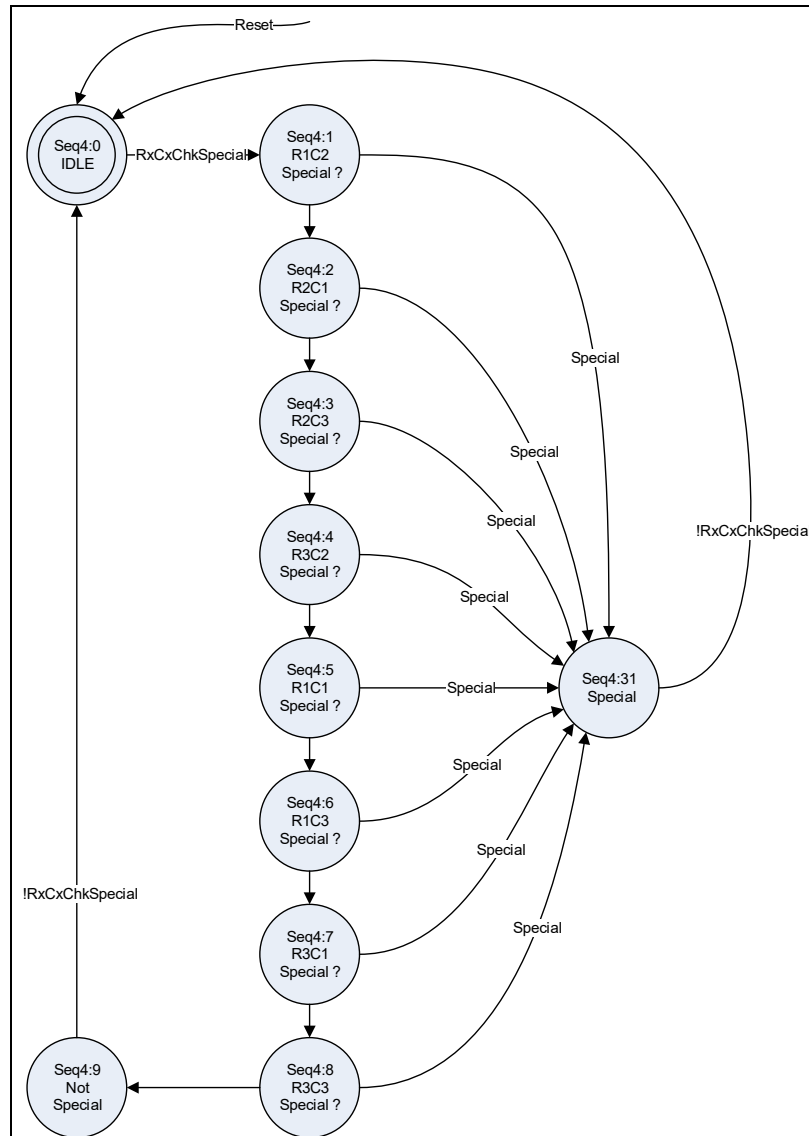 Reset
Seq4:0
IDLE
RxCxChkSpecial
Seq4:1
R1C2
Special ?
Seq4:2
R2C1
Special ?
Special
Seq4:3
R2C3
Special ?
Special
Special
Seq4:4
R3C2
Special ?
!RxCxChkSpecial
Special
Seq4:5
R1C1
Special ?
Special
Seq4:31
Special
Seq4:6
R1C3
Special ?
Special
Special
!RxCxChkSpecial
Seq4:7
R3C1
Special ?
Special
Seq4:9
Not
Special
Seq4:8
R3C3
Special ?